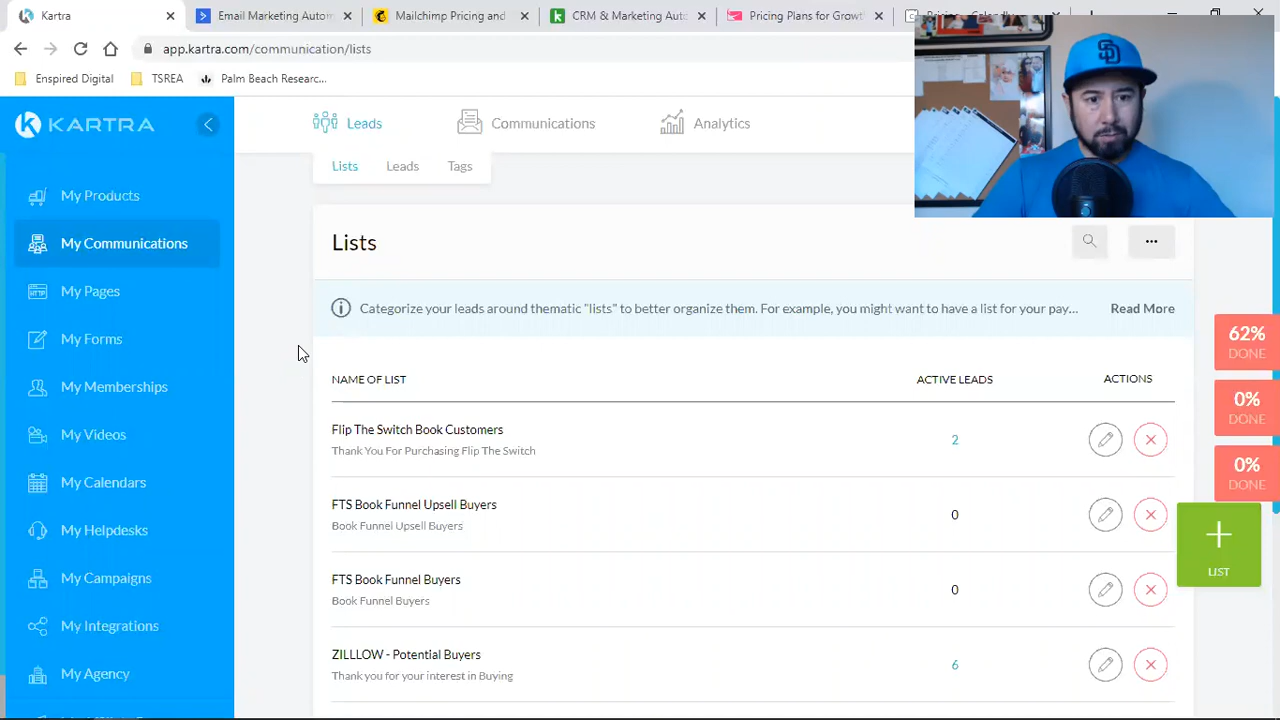 Kartra
Email Marketing Autom
Mailchimp Pricing and
CRM & Marketing Auto
Pricing Plans for Growt
app.kartra.com/communication/lists
Enspired Digital
TSREA
Palm Beach Researc...
KARTRA
Leads
Communications
Analytics
Lists
Leads
Tags
My Products
My Communications
My Pages
My Forms
My Memberships
My Videos
My Calendars
My Helpdesks
My Campaigns
My Integrations
My Agency
Lists
Categorize your leads around thematic "lists" to better organize them. For example, you might want to have a list for your pay...
Read More
NAME OF LIST
ACTIVE LEADS
ACTIONS
Flip The Switch Book Customers
Thank You For Purchasing Flip The Switch
2
FTS Book Funnel Upsell Buyers
Book Funnel Upsell Buyers
0
FTS Book Funnel Buyers
Book Funnel Buyers
0
ZILLLOW - Potential Buyers
Thank you for your interest in Buying
6
62%
DONE
0%
DONE
0%
DONE
LIST
SD